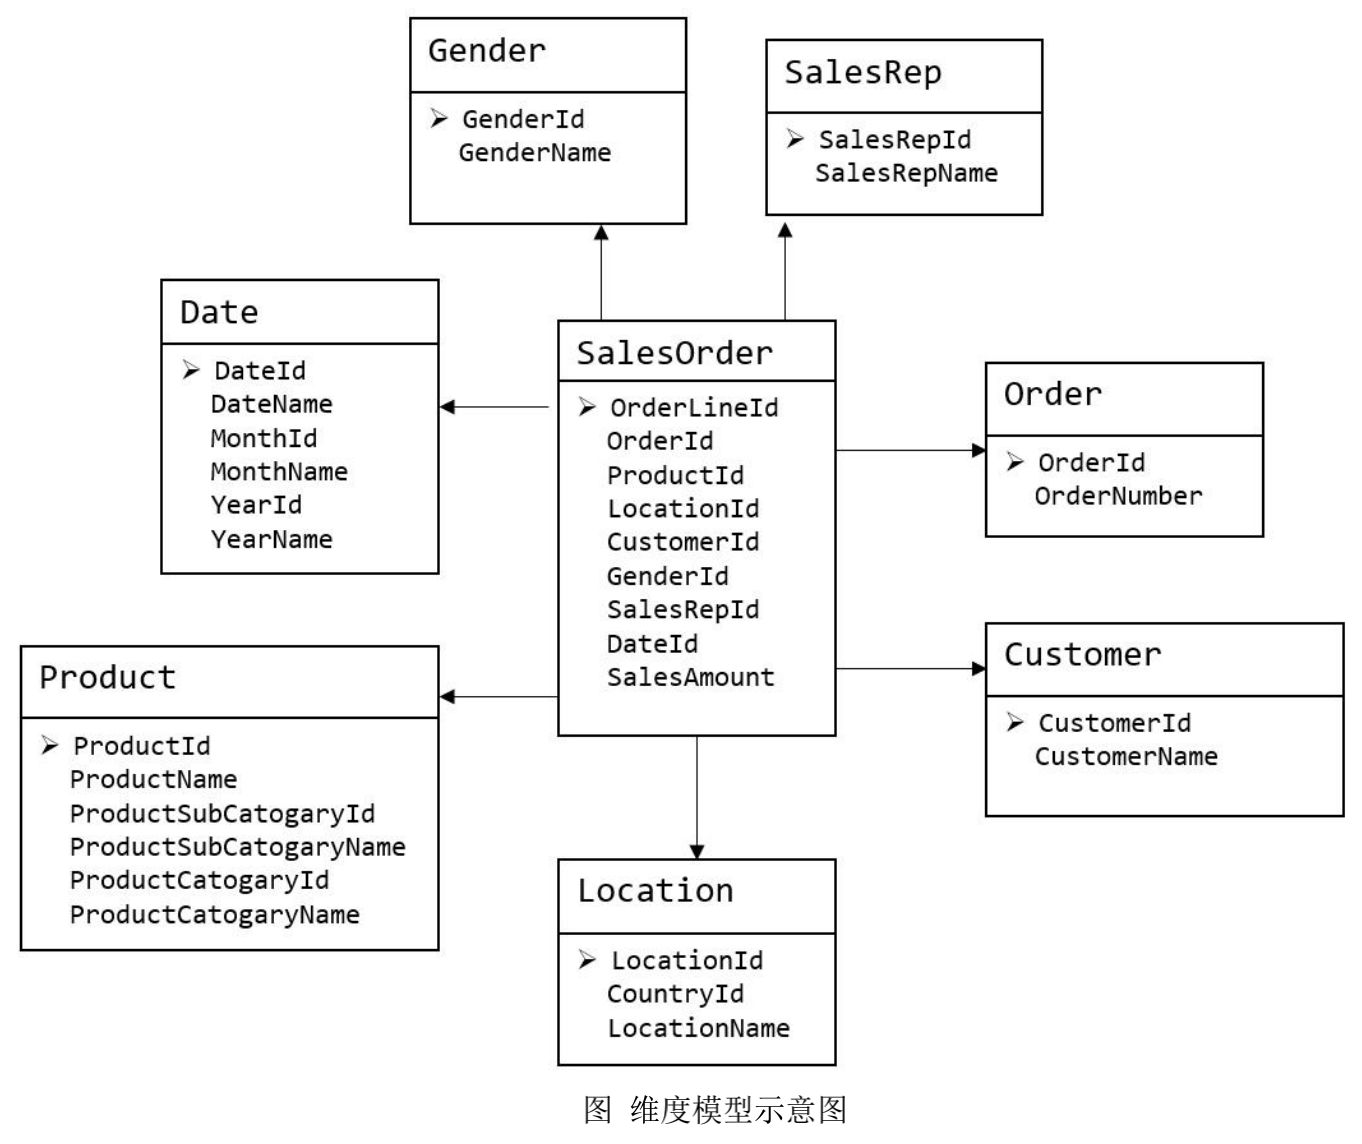 Gender
GenderId
GenderName
SalesRep
SalesRepId
SalesRepName
Date
DateId
DateName
MonthId
MonthName
YearId
YearName
SalesOrder
OrderLineId
OrderId
ProductId
LocationId
CustomerId
GenderId
SalesRepId
DateId
SalesAmount
Order
OrderId
OrderNumber
Customer
CustomerId
CustomerName
Product
ProductId
ProductName
ProductSubCatogaryId
ProductSubCatogaryName
ProductCatogaryId
ProductCatogaryName
Location
LocationId
CountryId
LocationName
图 维度模型示意图